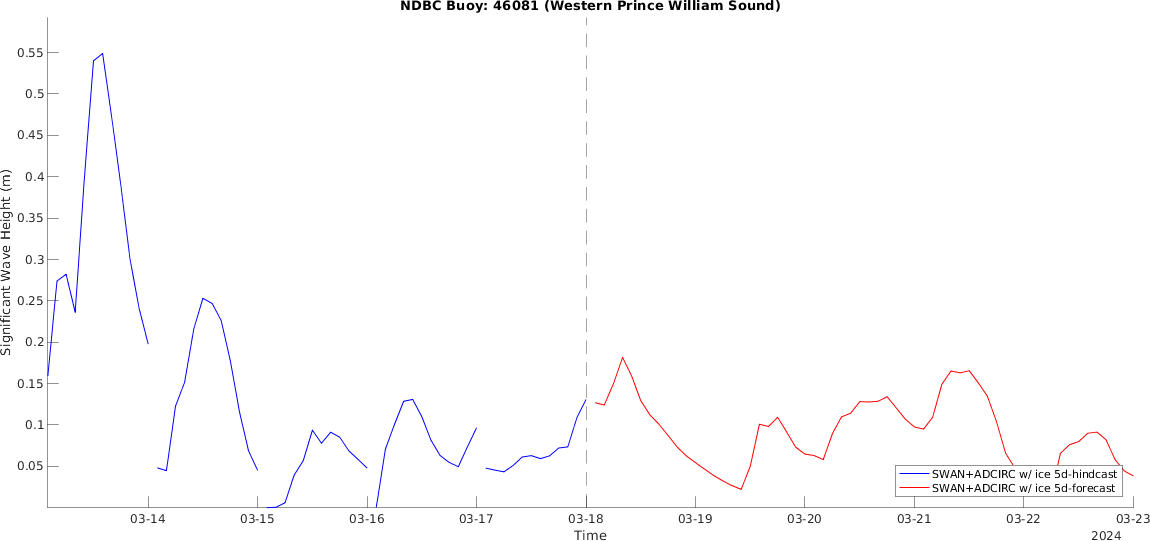 NDBC Buoy: 46081 (Western Prince William Sound)
Significant Wave Height (m)
0.55
0.5
0.45
0.4
0.35
0.3
0.25
0.2
0.15
0.1
0.05
SWAN+ADCIRC w/ ice 5d-hindcast
SWAN+ADCIRC w/ ice 5d-forecast
03-14 03-15 03-16 03-17 03-18 03-19 03-20 03-21 03-22 03-23
Time
2024